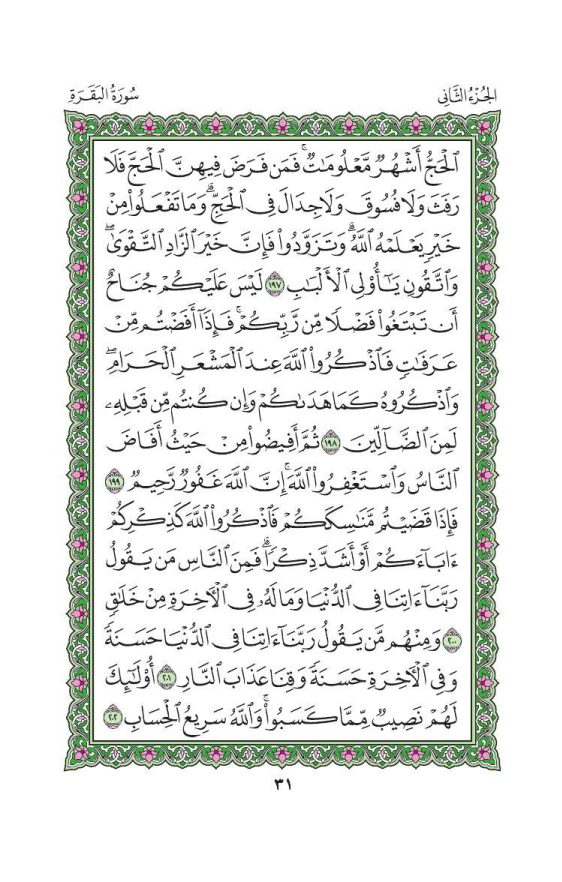 الجُزْءُ الثَّانِي
سُورَةُ البَقَرَةِ
ٱلْحَجُّ أَشْهُرٌ مَّعْلُومَٰتٌ ۚ فَمَن فَرَضَ فِيهِنَّ ٱلْحَجَّ فَلَا
رَفَثَ وَلَا فُسُوقَ وَلَا جِدَالَ فِى ٱلْحَجِّ ۗ وَمَا تَفْعَلُوا۟ مِنْ
خَيْرٍ يَعْلَمْهُ ٱللَّهُ ۗ وَتَزَوَّدُوا۟ فَإِنَّ خَيْرَ ٱلزَّادِ ٱلتَّقْوَىٰ ۖ
وَٱتَّقُونِ يَٰٓأُو۟لِى ٱلْأَلْبَٰبِ ١٩٧ لَيْسَ عَلَيْكُمْ جُنَاحٌ
أَن تَبْتَغُوا۟ فَضْلًا مِّن رَّبِّكُمْ ۚ فَإِذَآ أَفَضْتُم مِّنْ
عَرَفَٰتٍ فَٱذْكُرُوا۟ ٱللَّهَ عِندَ ٱلْمَشْعَرِ ٱلْحَرَامِ ۖ
وَٱذْكُرُوهُ كَمَا هَدَىٰكُمْ وَإِن كُنتُم مِّن قَبْلِهِۦ
لَمِنَ ٱلضَّآلِّينَ ١٩٨ ثُمَّ أَفِيضُوا۟ مِنْ حَيْثُ أَفَاضَ
ٱلنَّاسُ وَٱسْتَغْفِرُوا۟ ٱللَّهَ ۚ إِنَّ ٱللَّهَ غَفُورٌ رَّحِيمٌ ١٩٩
فَإِذَا قَضَيْتُم مَّنَٰسِكَكُمْ فَٱذْكُرُوا۟ ٱللَّهَ كَذِكْرِكُمْ
ءَابَآءَكُمْ أَوْ أَشَدَّ ذِكْرًا ۗ فَمِنَ ٱلنَّاسِ مَن يَقُولُ
رَبَّنَآ ءَاتِنَا فِى ٱلدُّنْيَا وَمَا لَهُۥ فِى ٱلْءَاخِرَةِ مِنْ خَلَٰقٍ
٢٠٠ وَمِنْهُم مَّن يَقُولُ رَبَّنَآ ءَاتِنَا فِى ٱلدُّنْيَا حَسَنَةً
وَفِى ٱلْءَاخِرَةِ حَسَنَةً وَقِنَا عَذَابَ ٱلنَّارِ ٢٠١ أُو۟لَٰٓئِكَ
لَهُمْ نَصِيبٌ مِّمَّا كَسَبُوا۟ ۚ وَٱللَّهُ سَرِيعُ ٱلْحِسَابِ ٢٠٢
٣١